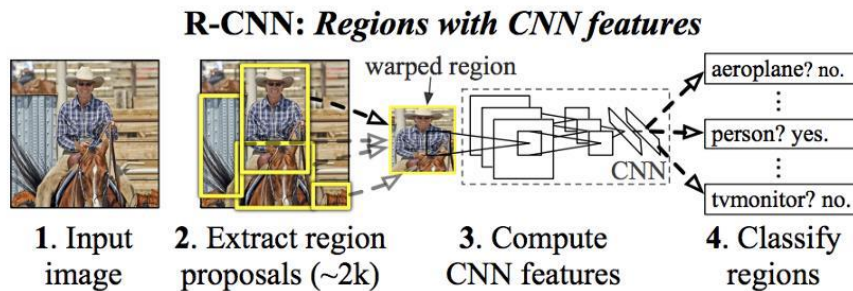 R-CNN: Regions with CNN features
warped region
aeroplane? no.
person? yes.
tvmonitor? no.
CNN
1. Input
image
2. Extract region
proposals (~2k)
3. Compute
CNN features
4. Classify
regions